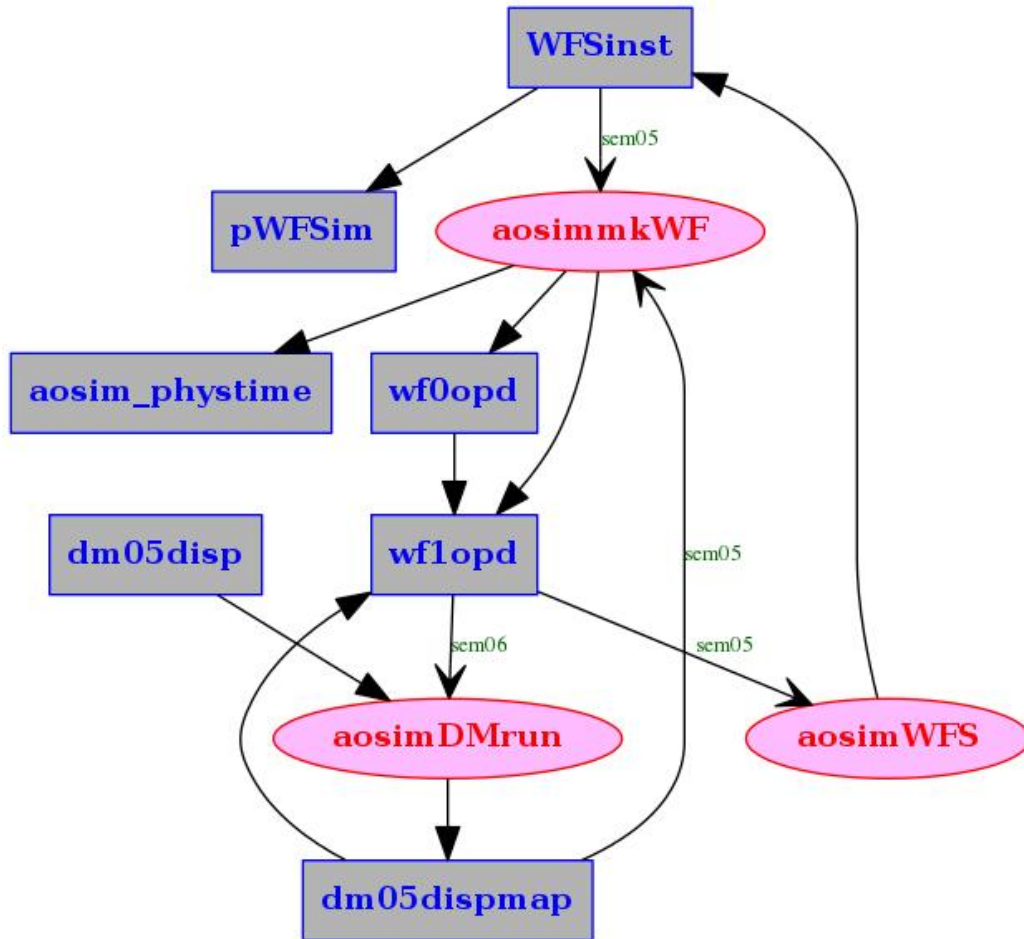 WFSinst
sem05
pWFSim
aosimmkWF
aosim_phystime
wf0opd
dm05disp
wf1opd
sem05
sem06
sem05
aosimDMrun
aosimWFS
dm05dispmap